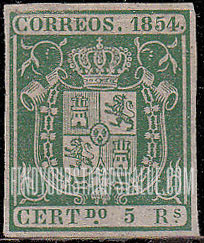 CORREOS. 1854.
CERT.DO 5 RS